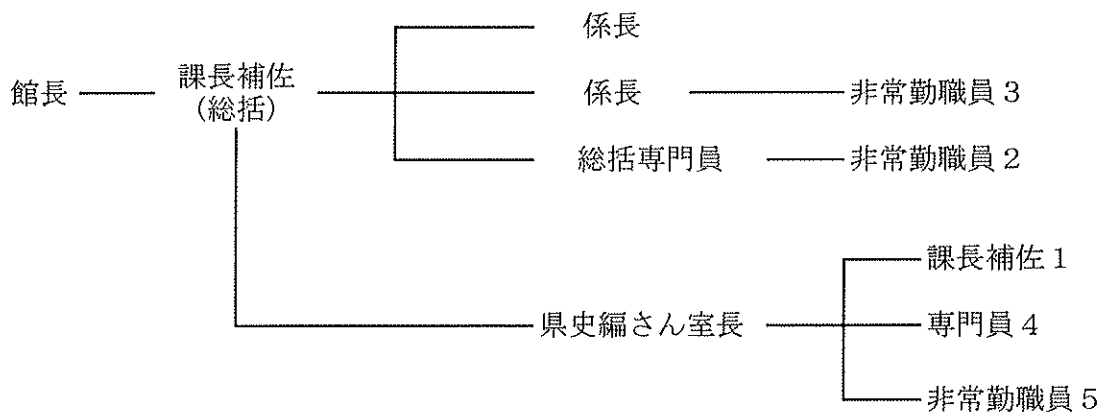 係長
館長
課長補佐
(総括)
係長
非常勤職員3
総括専門員
非常勤職員2
課長補佐1
県史編さん室長
専門員4
非常勤職員5